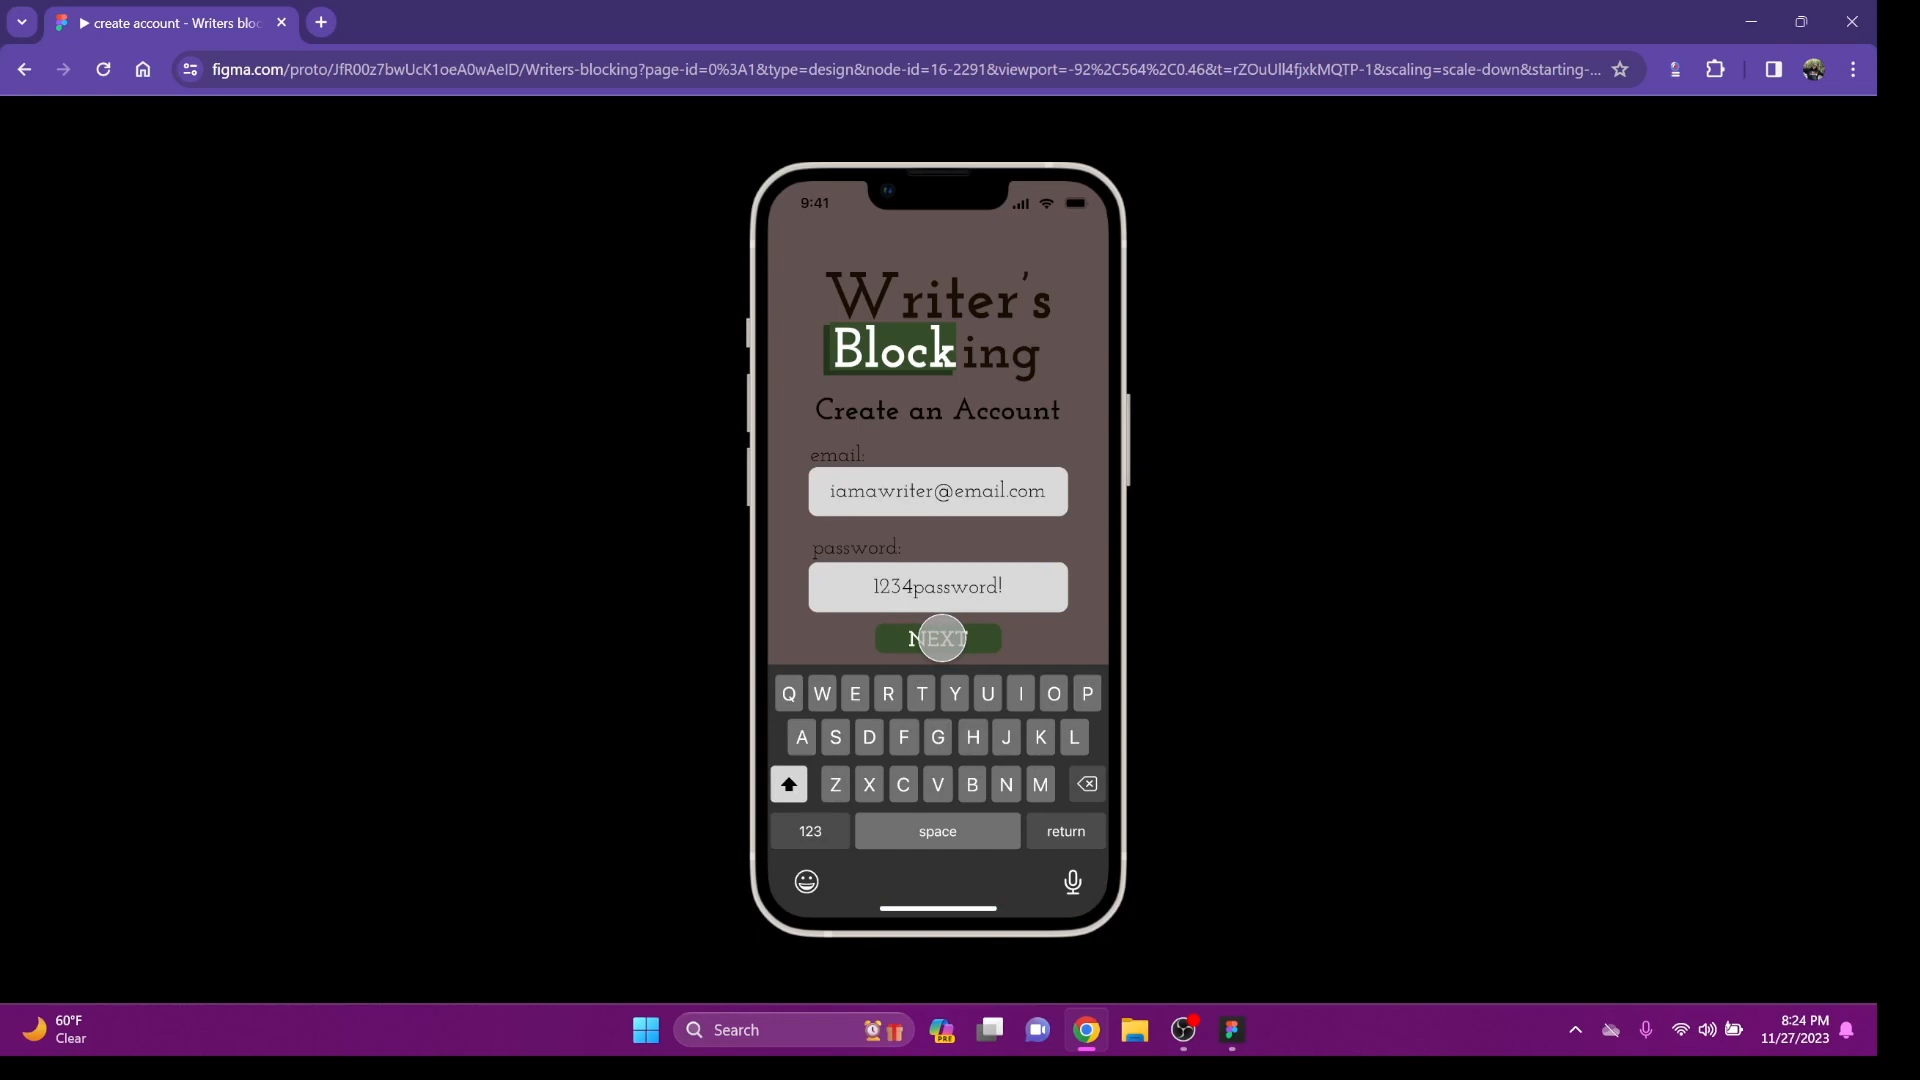 ▶ create account - Writers bloc
figma.com/proto/JfR00z7bwUcK1oeA0wAeID/Writers-blocking?page-id=0%3A1&type=design&node-id=16-2291&viewport=-92%2C564%2C0.46&t=rZOuUll4fjxkMQTP-1&scaling=scale-down&starting-...
9:41
Writer's
Blocking
Create an Account
email:
iamawriter@email.com
password:
1234password!
NEXT
Q W E R T Y U I O P
A S D F G H J K L
Z X C V B N M
123 space return
60°F
Clear
Search
PRE
8:24 PM
11/27/2023